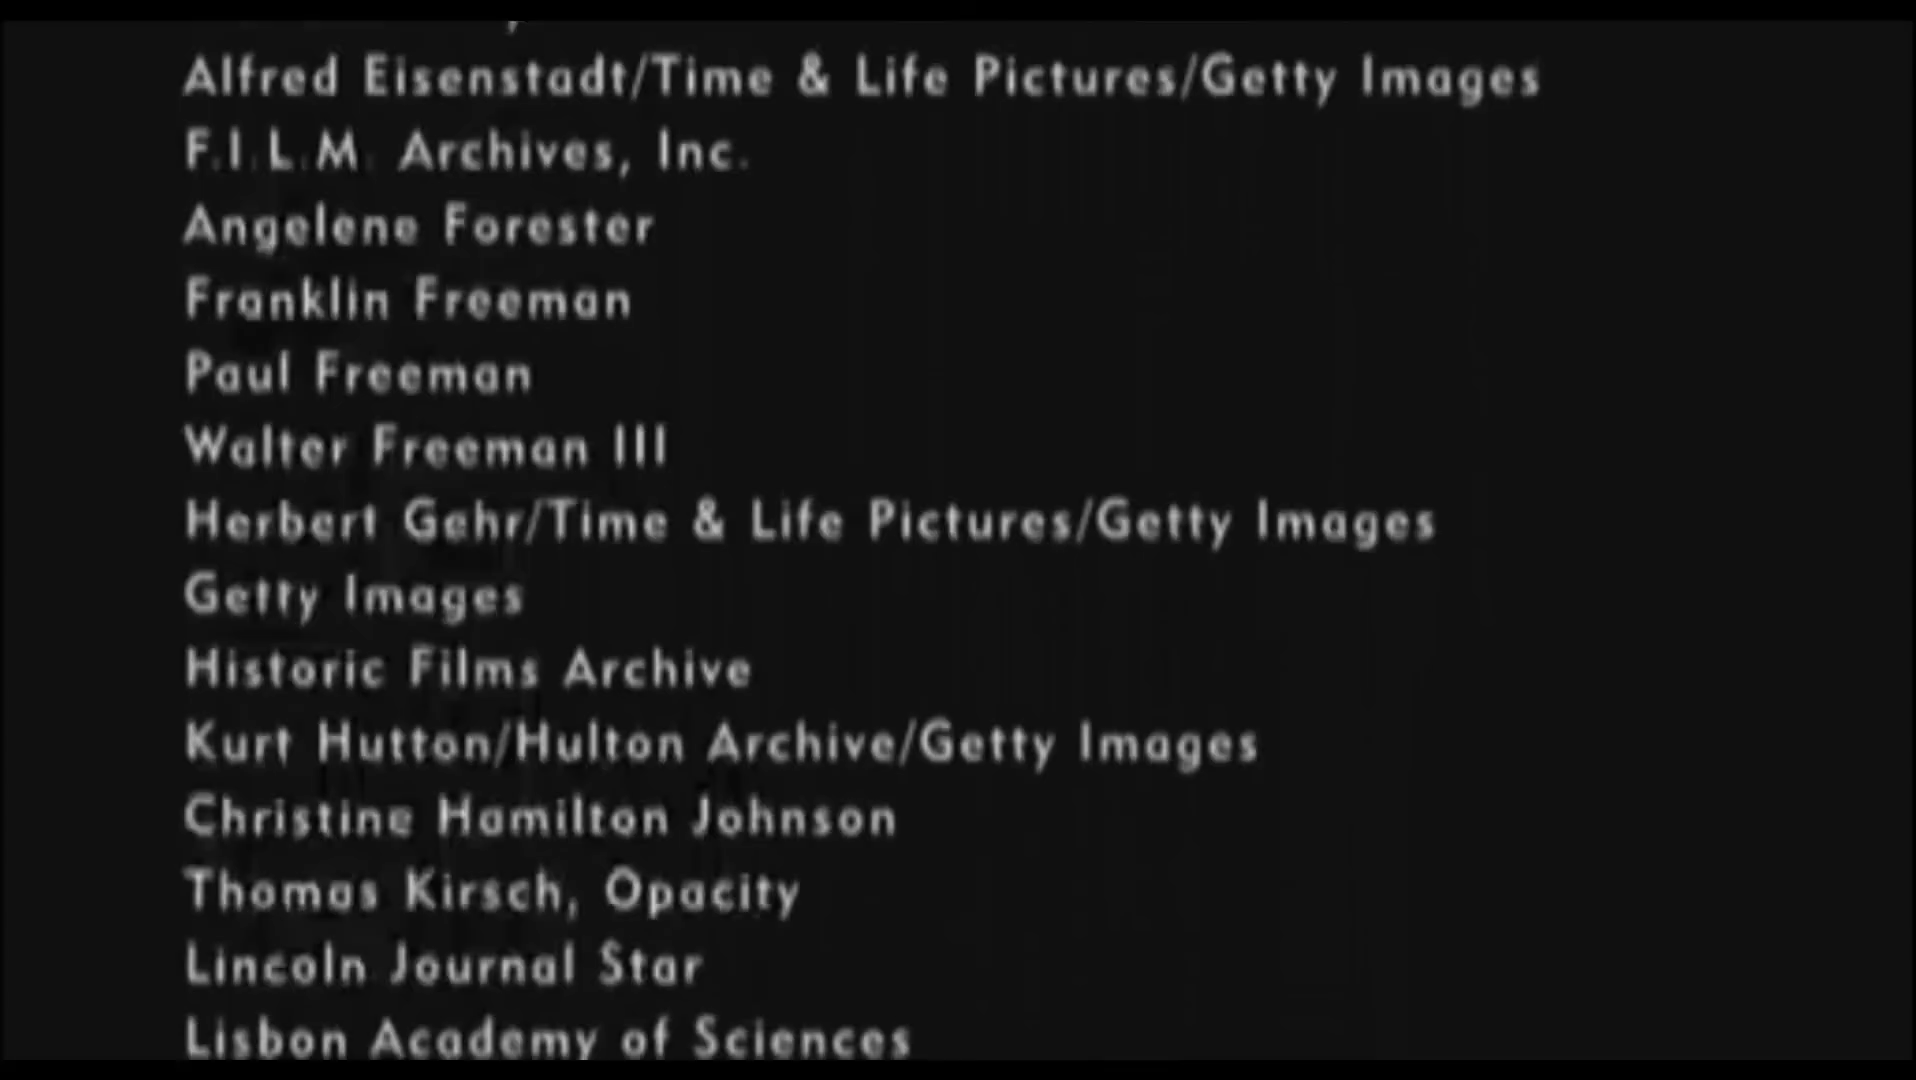 Alfred Eisenstadt/Time & Life Pictures/Getty Images
F.I.L.M. Archives, Inc.
Angelene Forester
Franklin Freeman
Paul Freeman
Walter Freeman III
Herbert Gehr/Time & Life Pictures/Getty Images
Getty Images
Historic Films Archive
Kurt Hutton/Hulton Archive/Getty Images
Christine Hamilton Johnson
Thomas Kirsch, Opacity
Lincoln Journal Star
Lisbon Academy of Sciences